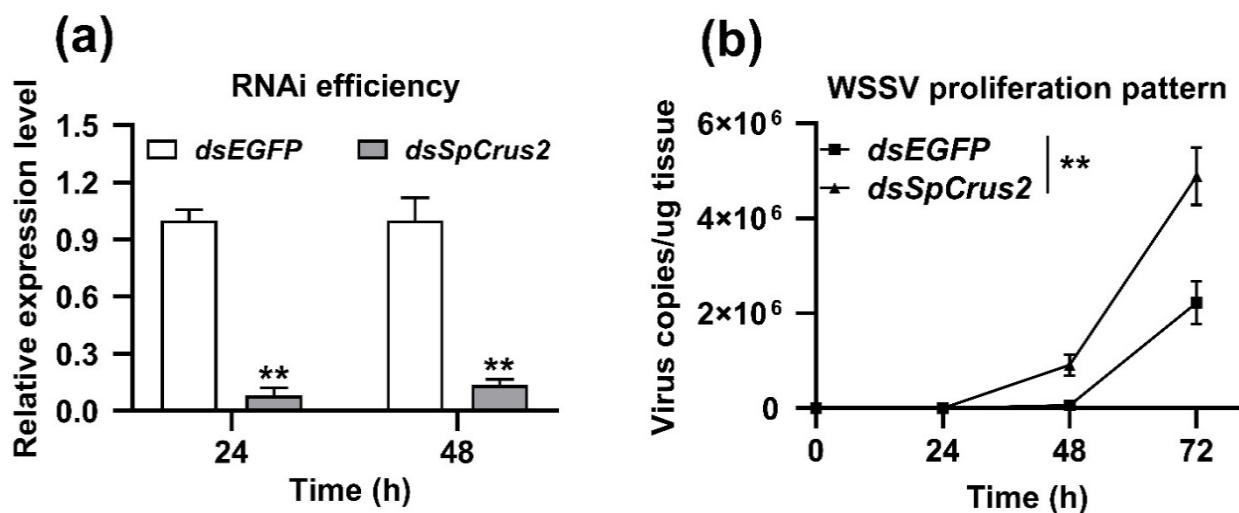 (a)
RNAi efficiency
Relative expression level
1.5
1.2
0.9
0.6
0.3
0.0
dsEGFP
dsSpCrus2
**
**
24
48
Time (h)
(b)
WSSV proliferation pattern
Virus copies/ug tissue
6×10⁶
4×10⁶
2×10⁶
0
dsEGFP
dsSpCrus2
**
0
24
48
72
Time (h)